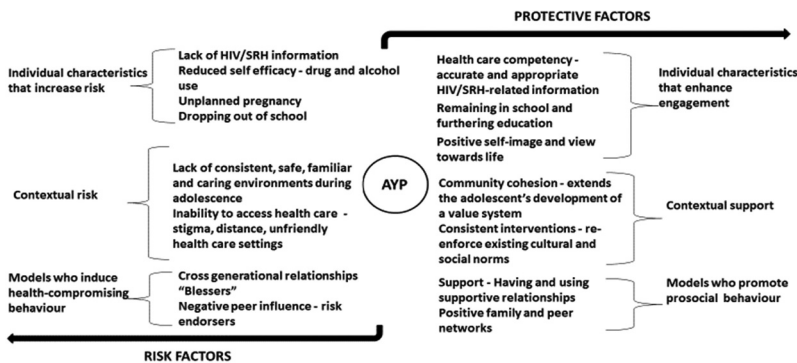 PROTECTIVE FACTORS
Individual characteristics
that increase risk
Lack of HIV/SRH information
Reduced self efficacy - drug and alcohol
use
Unplanned pregnancy
Dropping out of school
Health care competency -
accurate and appropriate
HIV/SRH-related information
Remaining in school and
furthering education
Positive self-image and view
towards life
Individual characteristics
that enhance
engagement
Contextual risk
Lack of consistent, safe, familiar
and caring environments during
adolescence
Inability to access health care -
stigma, distance, unfriendly
health care settings
AYP
Community cohesion - extends
the adolescent's development of
a value system
Consistent interventions - re-
enforce existing cultural and
social norms
Contextual support
Models who induce
health-compromising
behaviour
Cross generational relationships
"Blessers"
Negative peer influence - risk
endorsers
Support - Having and using
supportive relationships
Positive family and peer
networks
Models who promote
prosocial behaviour
RISK FACTORS